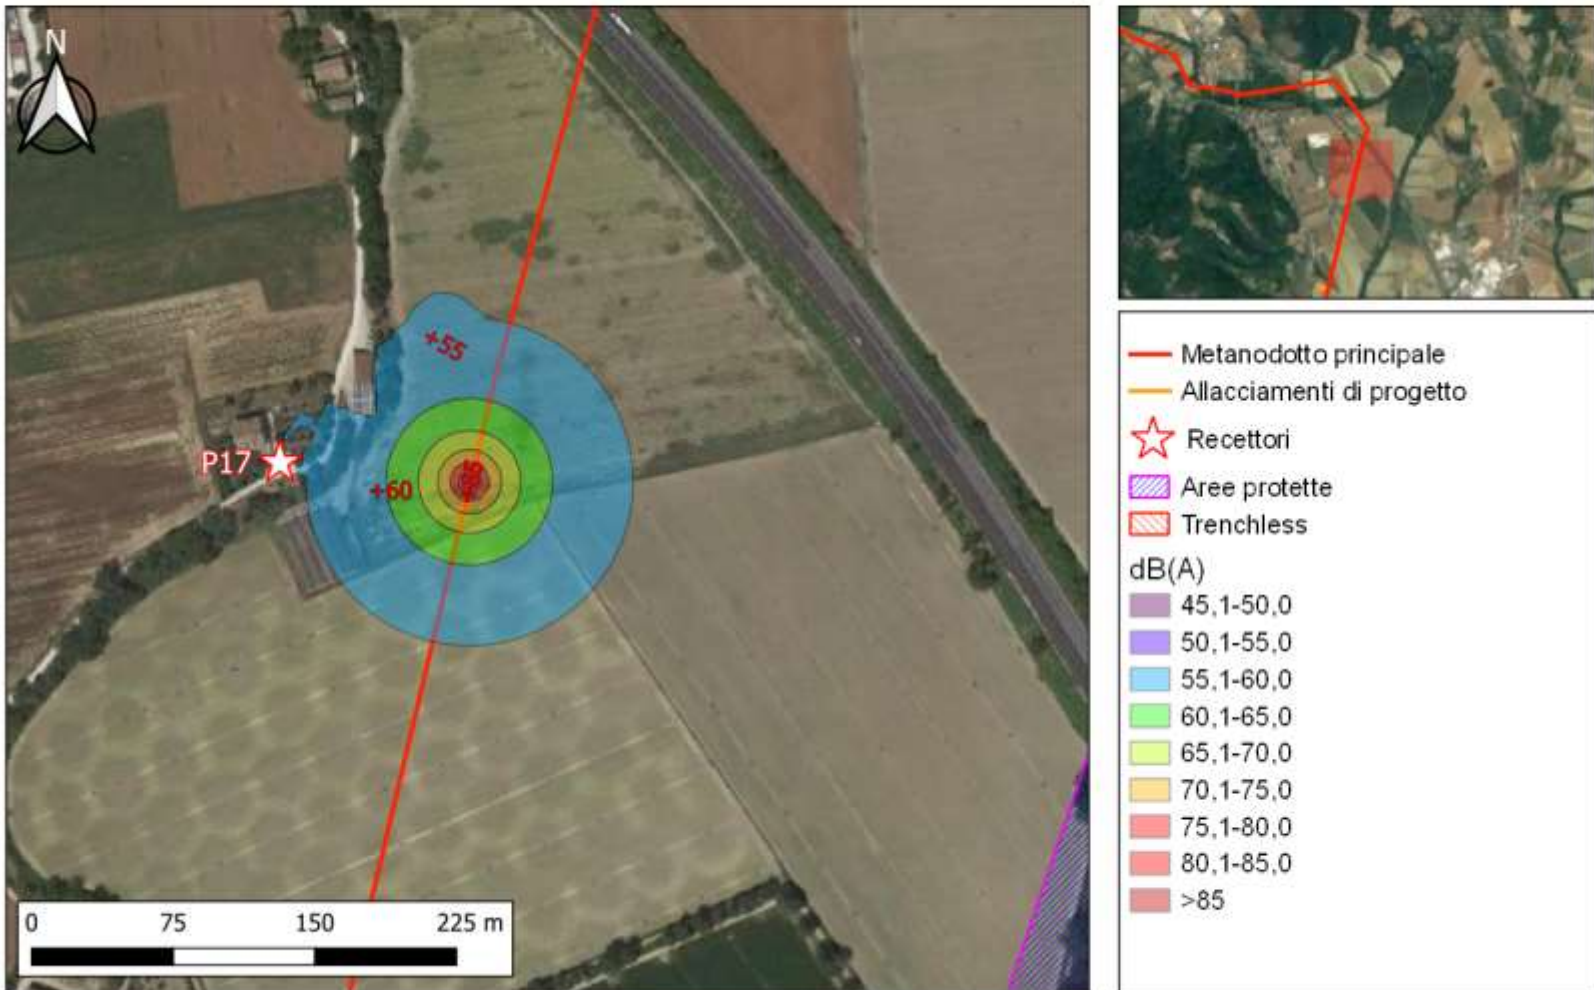 N
+55
P17
+60
0 75 150 225 m
Metanodotto principale
Allacciamenti di progetto
Recettori
Aree protette
Trenchless
dB(A)
45,1-50,0
50,1-55,0
55,1-60,0
60,1-65,0
65,1-70,0
70,1-75,0
75,1-80,0
80,1-85,0
>85